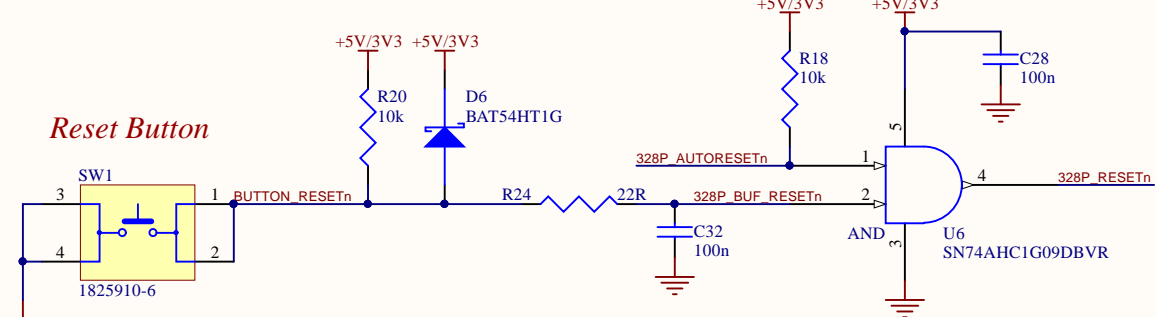 +5V/3V3
+5V/3V3
+5V/3V3
+5V/3V3
R18
10k
C28
100n
R20
10k
D6
BAT54HT1G
Reset Button
5
328P_AUTORESETn
1
SW1
4
328P_RESETn
3
1
BUTTON_RESETn
R24
22R
328P_BUF_RESETn
2
C32
100n
AND
3
U6
SN74AHC1G09DBVR
4
2
1825910-6